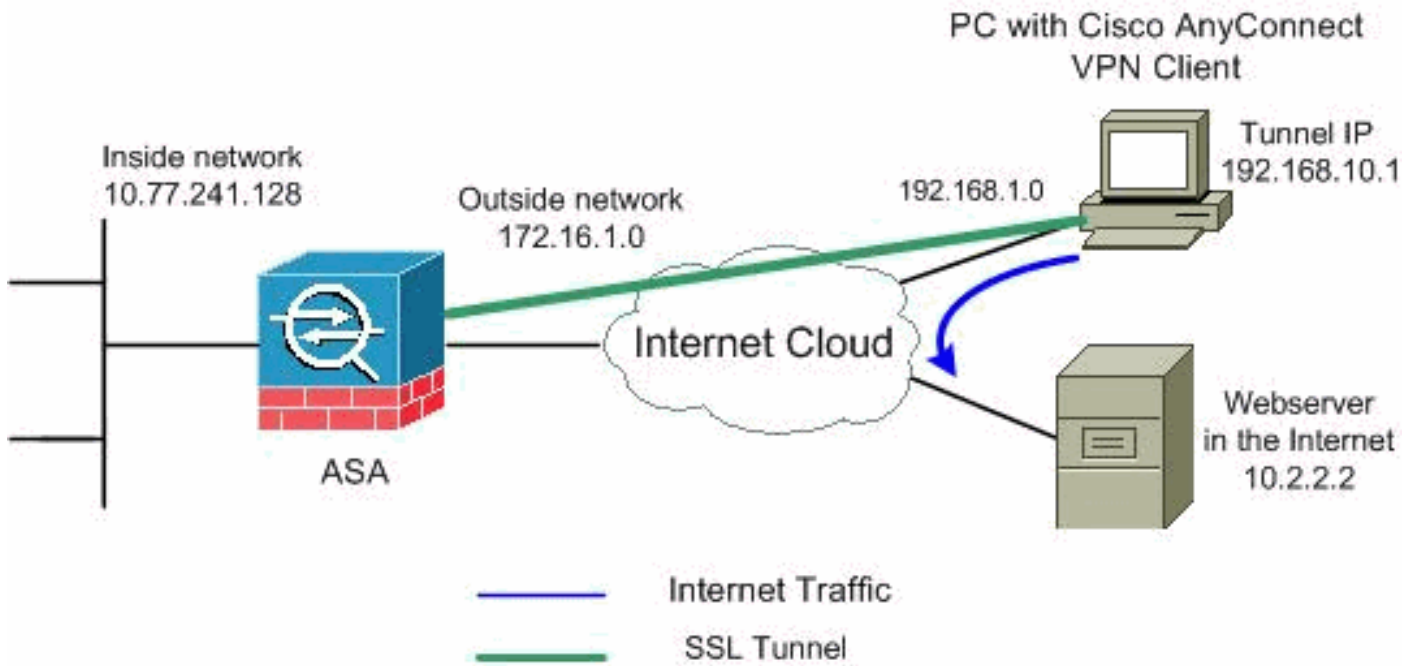 PC with Cisco AnyConnect
VPN Client
Tunnel IP
192.168.10.1
Inside network
10.77.241.128
Outside network
172.16.1.0
192.168.1.0
Internet Cloud
ASA
Webserver
in the Internet
10.2.2.2
Internet Traffic
SSL Tunnel